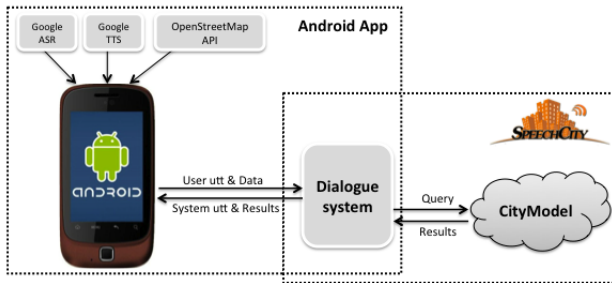 Google
ASR
Google
TTS
OpenStreetMap
API
Android App
SPEECHCITY
ANDROID
User utt & Data
System utt & Results
Dialogue
system
Query
Results
CityModel